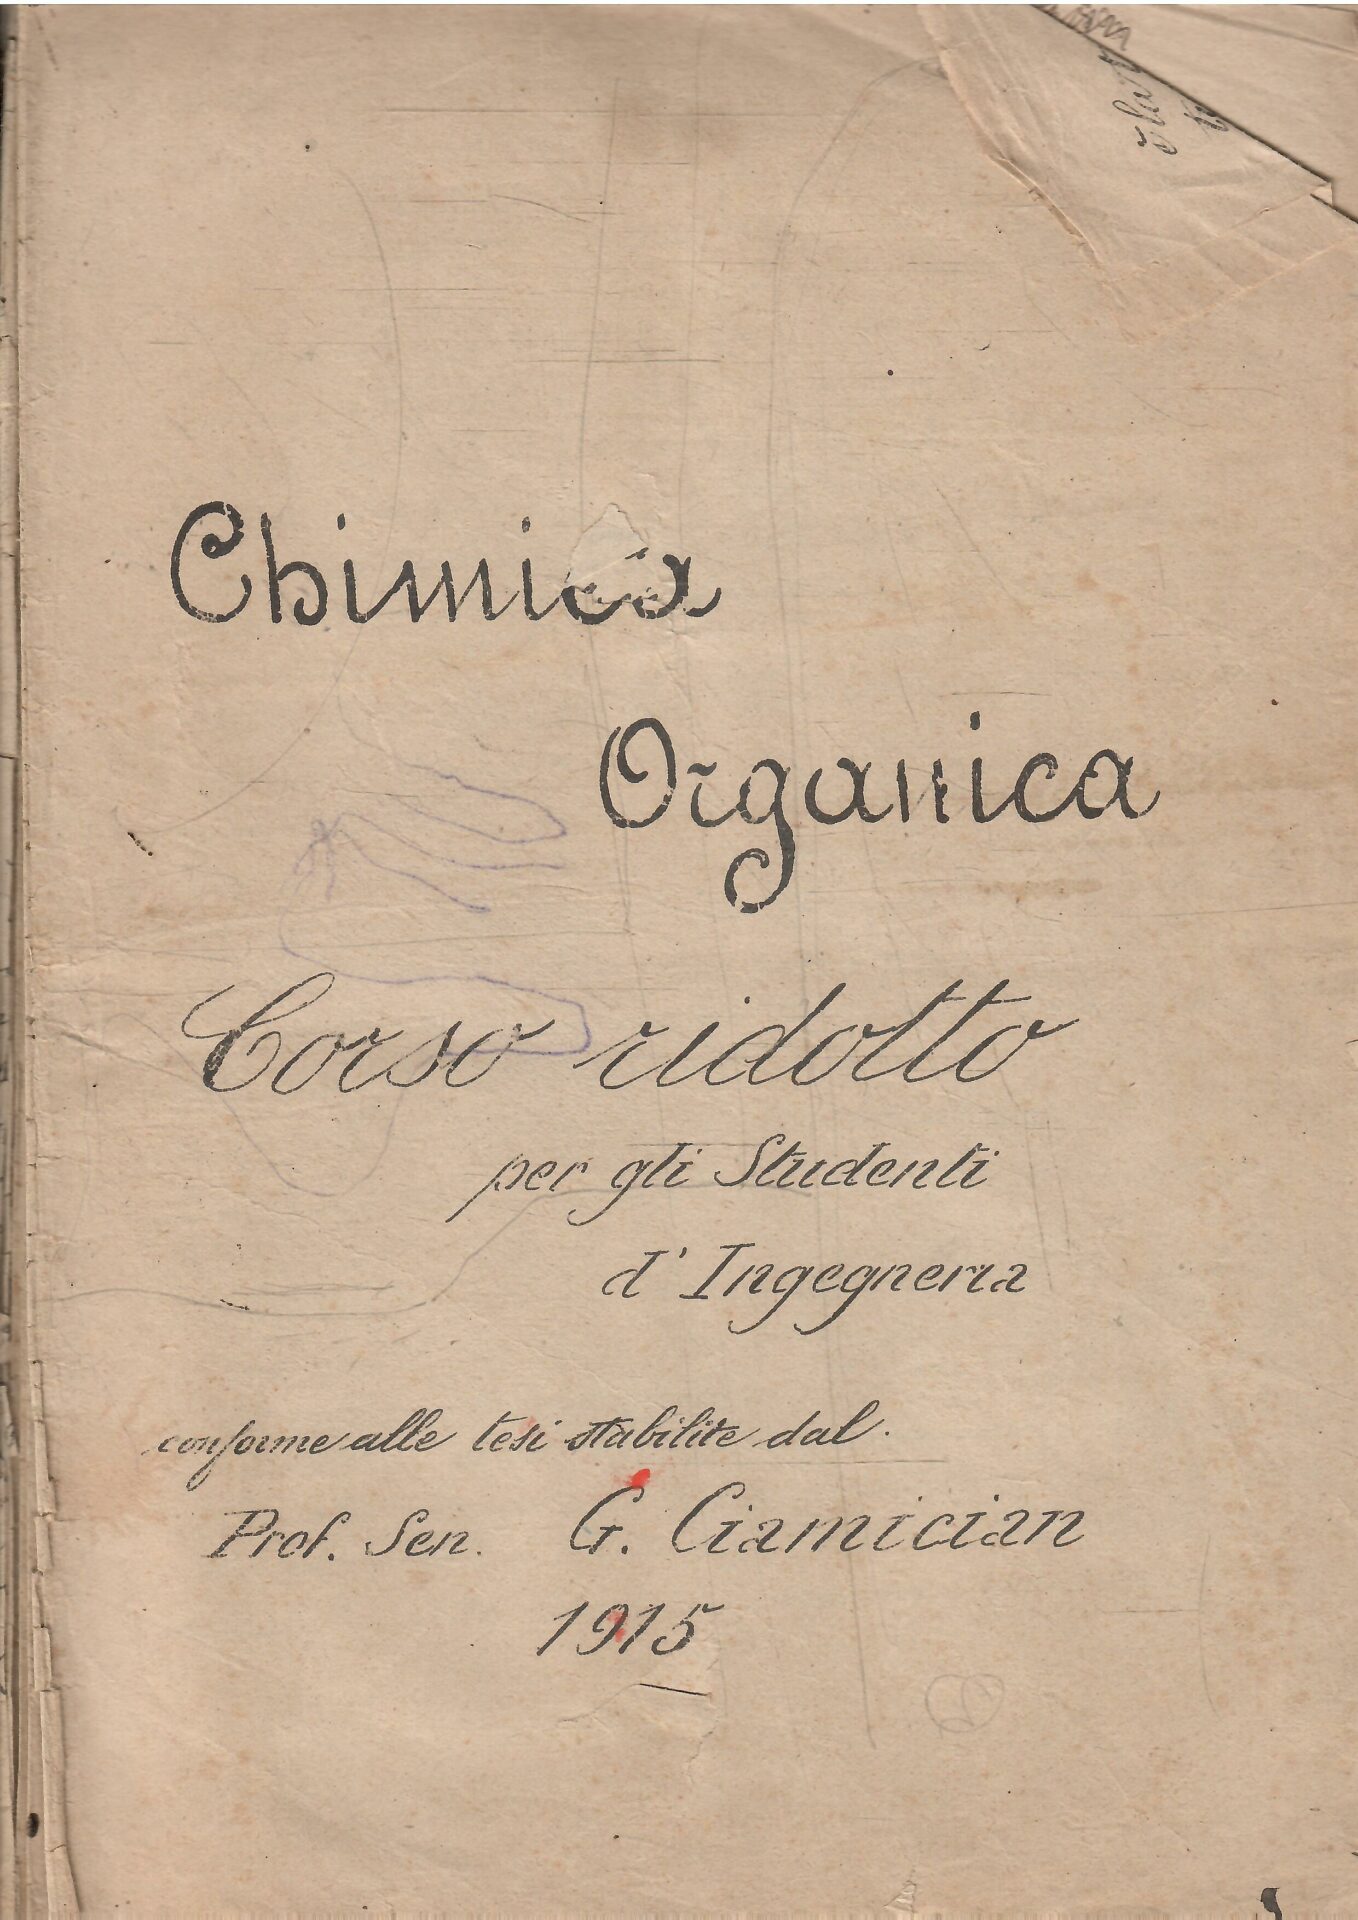 Chimica
Organica
Corso ridotto
per gli Studenti
d' Ingegneria
conforme alle tesi stabilite dal.
Prof. Sen. G. Ciamician
1915